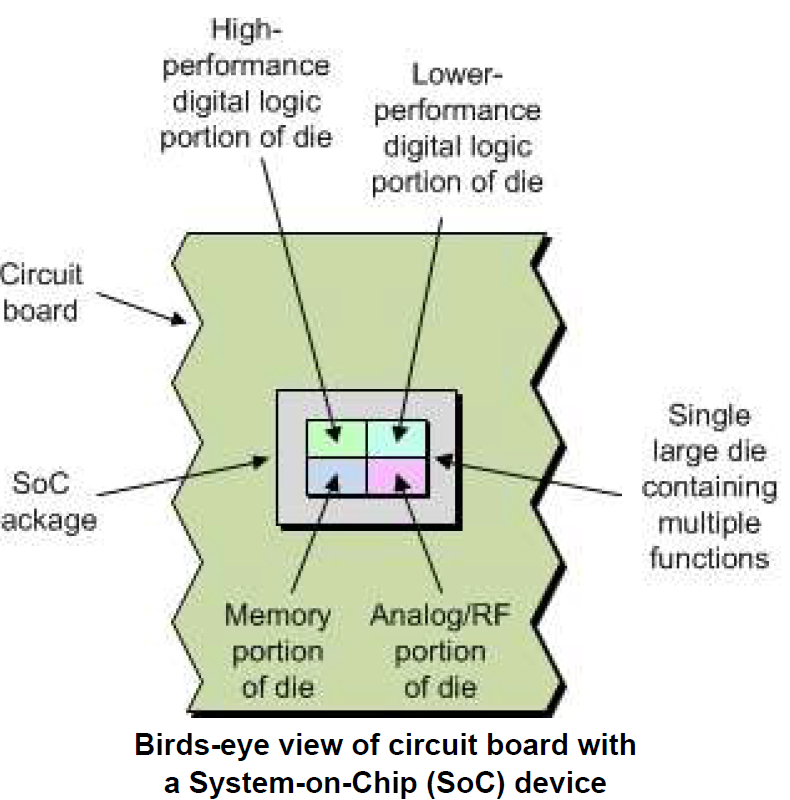 High-
performance
digital logic
portion of die
Lower-
performance
digital logic
portion of die
Circuit
board
SoC
ackage
Single
large die
containing
multiple
functions
Memory
portion
of die
Analog/RF
portion
of die
Birds-eye view of circuit board with
a System-on-Chip (SoC) device